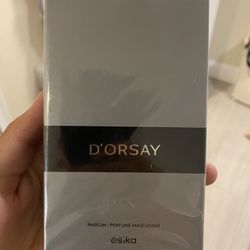 D'ORSAY
PARFUM / PERFUME MASCULINO
ésika